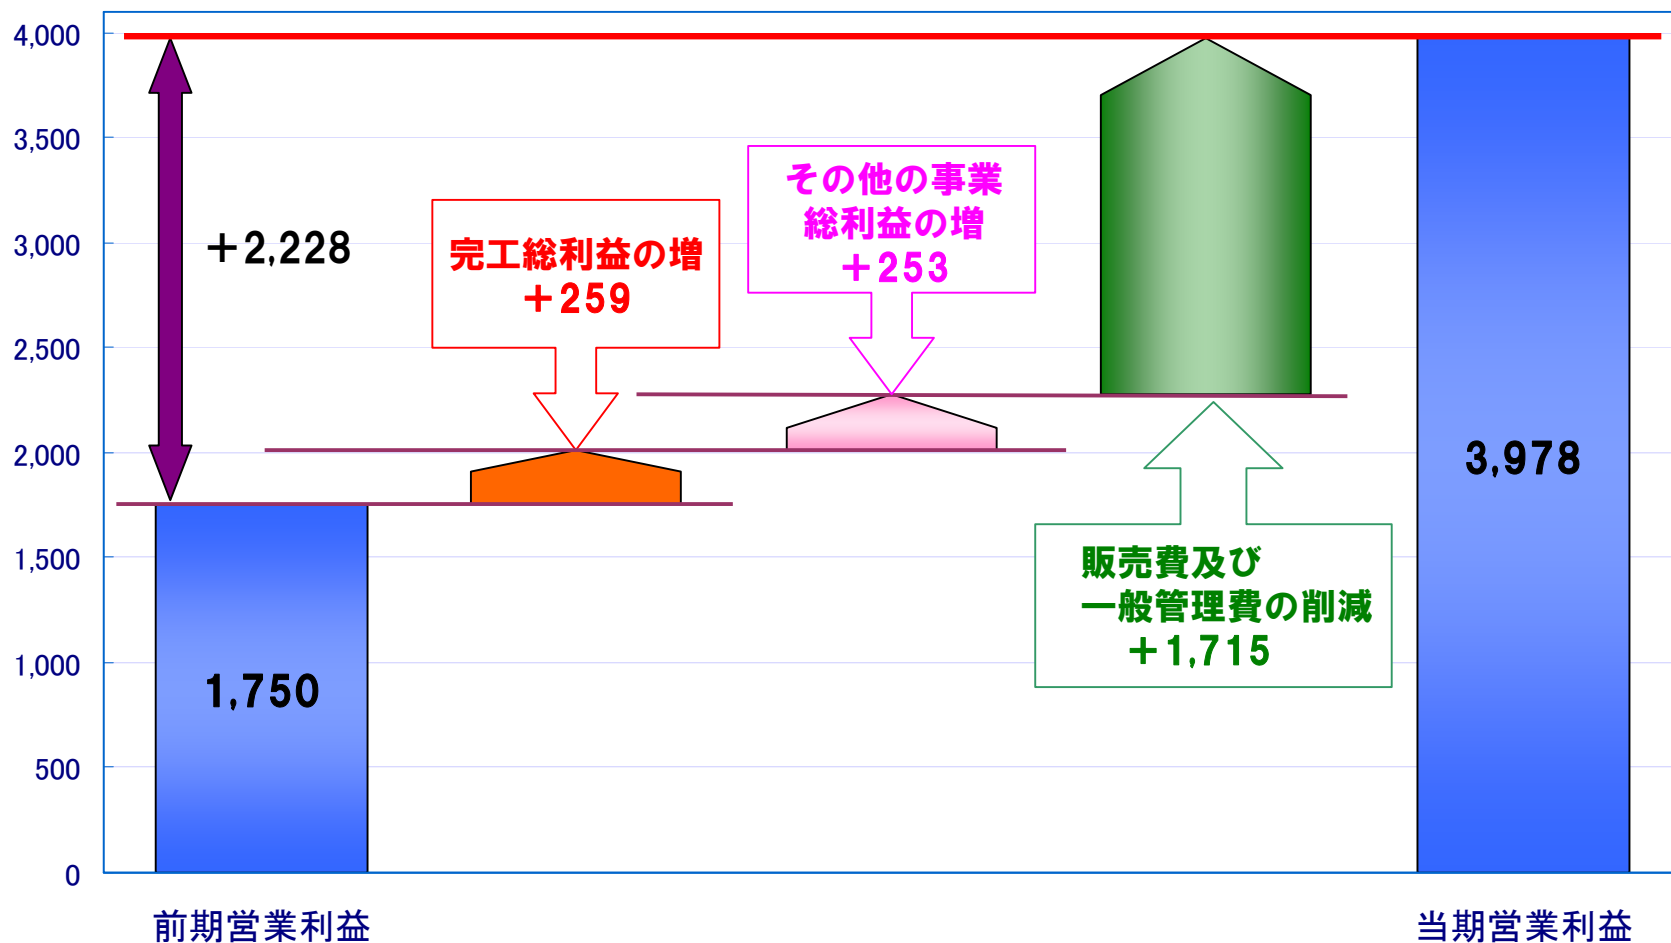 4,000
3,500
3,000
2,500
2,000
1,500
1,000
500
0
+2,228
完工総利益の増
+259
その他の事業
総利益の増
+253
販売費及び
一般管理費の削減
+1,715
1,750
3,978
前期営業利益
当期営業利益